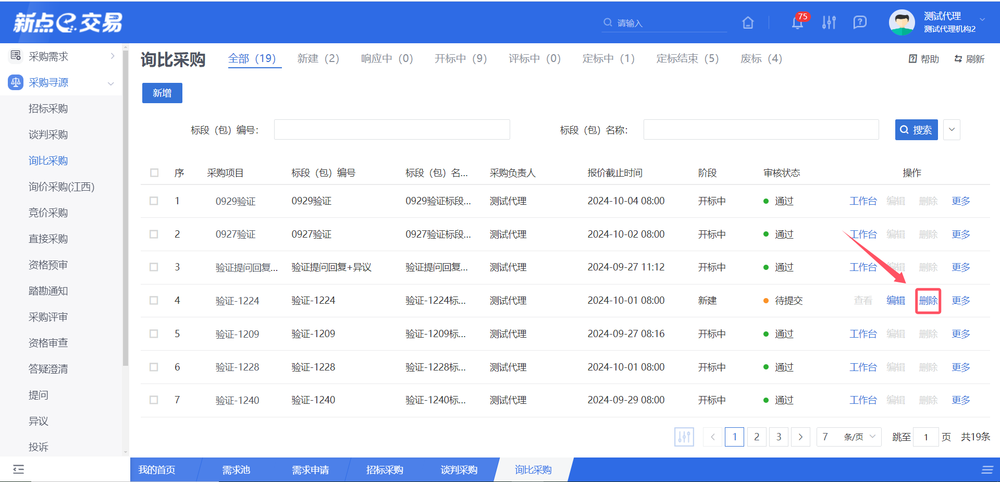 新点e交易
请输入
75
测试代理
测试代理机构2
采购需求
采购寻源
招标采购
谈判采购
询比采购
询价采购(江西)
竞价采购
直接采购
资格预审
踏勘通知
采购评审
资格审查
答疑澄清
提问
异议
投诉
询比采购 全部（19） 新建（2） 响应中（0） 开标中（9） 评标中（0） 定标中（1） 定标结束（5） 废标（4） 帮助 刷新
新增
标段（包）编号： 标段（包）名称： 搜索
序 采购项目 标段（包）编号 标段（包）名... 采购负责人 报价截止时间 阶段 审核状态 操作
1 0929验证 0929验证 0929验证标段... 测试代理 2024-10-04 08:00 开标中 通过 工作台 编辑 删除 更多
2 0927验证 0927验证 0927验证标段... 测试代理 2024-10-02 08:00 开标中 通过 工作台 编辑 删除 更多
3 验证提问回复... 验证提问回复+异议 验证提问回复... 测试代理 2024-09-27 11:12 开标中 通过 工作台 编辑 删除 更多
4 验证-1224 验证-1224 验证-1224标... 测试代理 2024-10-01 08:00 新建 待提交 查看 编辑 删除 更多
5 验证-1209 验证-1209 验证-1209标... 测试代理 2024-09-27 08:16 开标中 通过 工作台 编辑 删除 更多
6 验证-1228 验证-1228 验证-1228标... 测试代理 2024-10-01 08:00 开标中 通过 工作台 编辑 删除 更多
7 验证-1240 验证-1240 验证-1240标... 测试代理 2024-09-29 08:00 开标中 通过 工作台 编辑 删除 更多
1 2 3 7 条/页 跳至 1 页 共19条
我的首页 需求池 需求申请 招标采购 谈判采购 询比采购